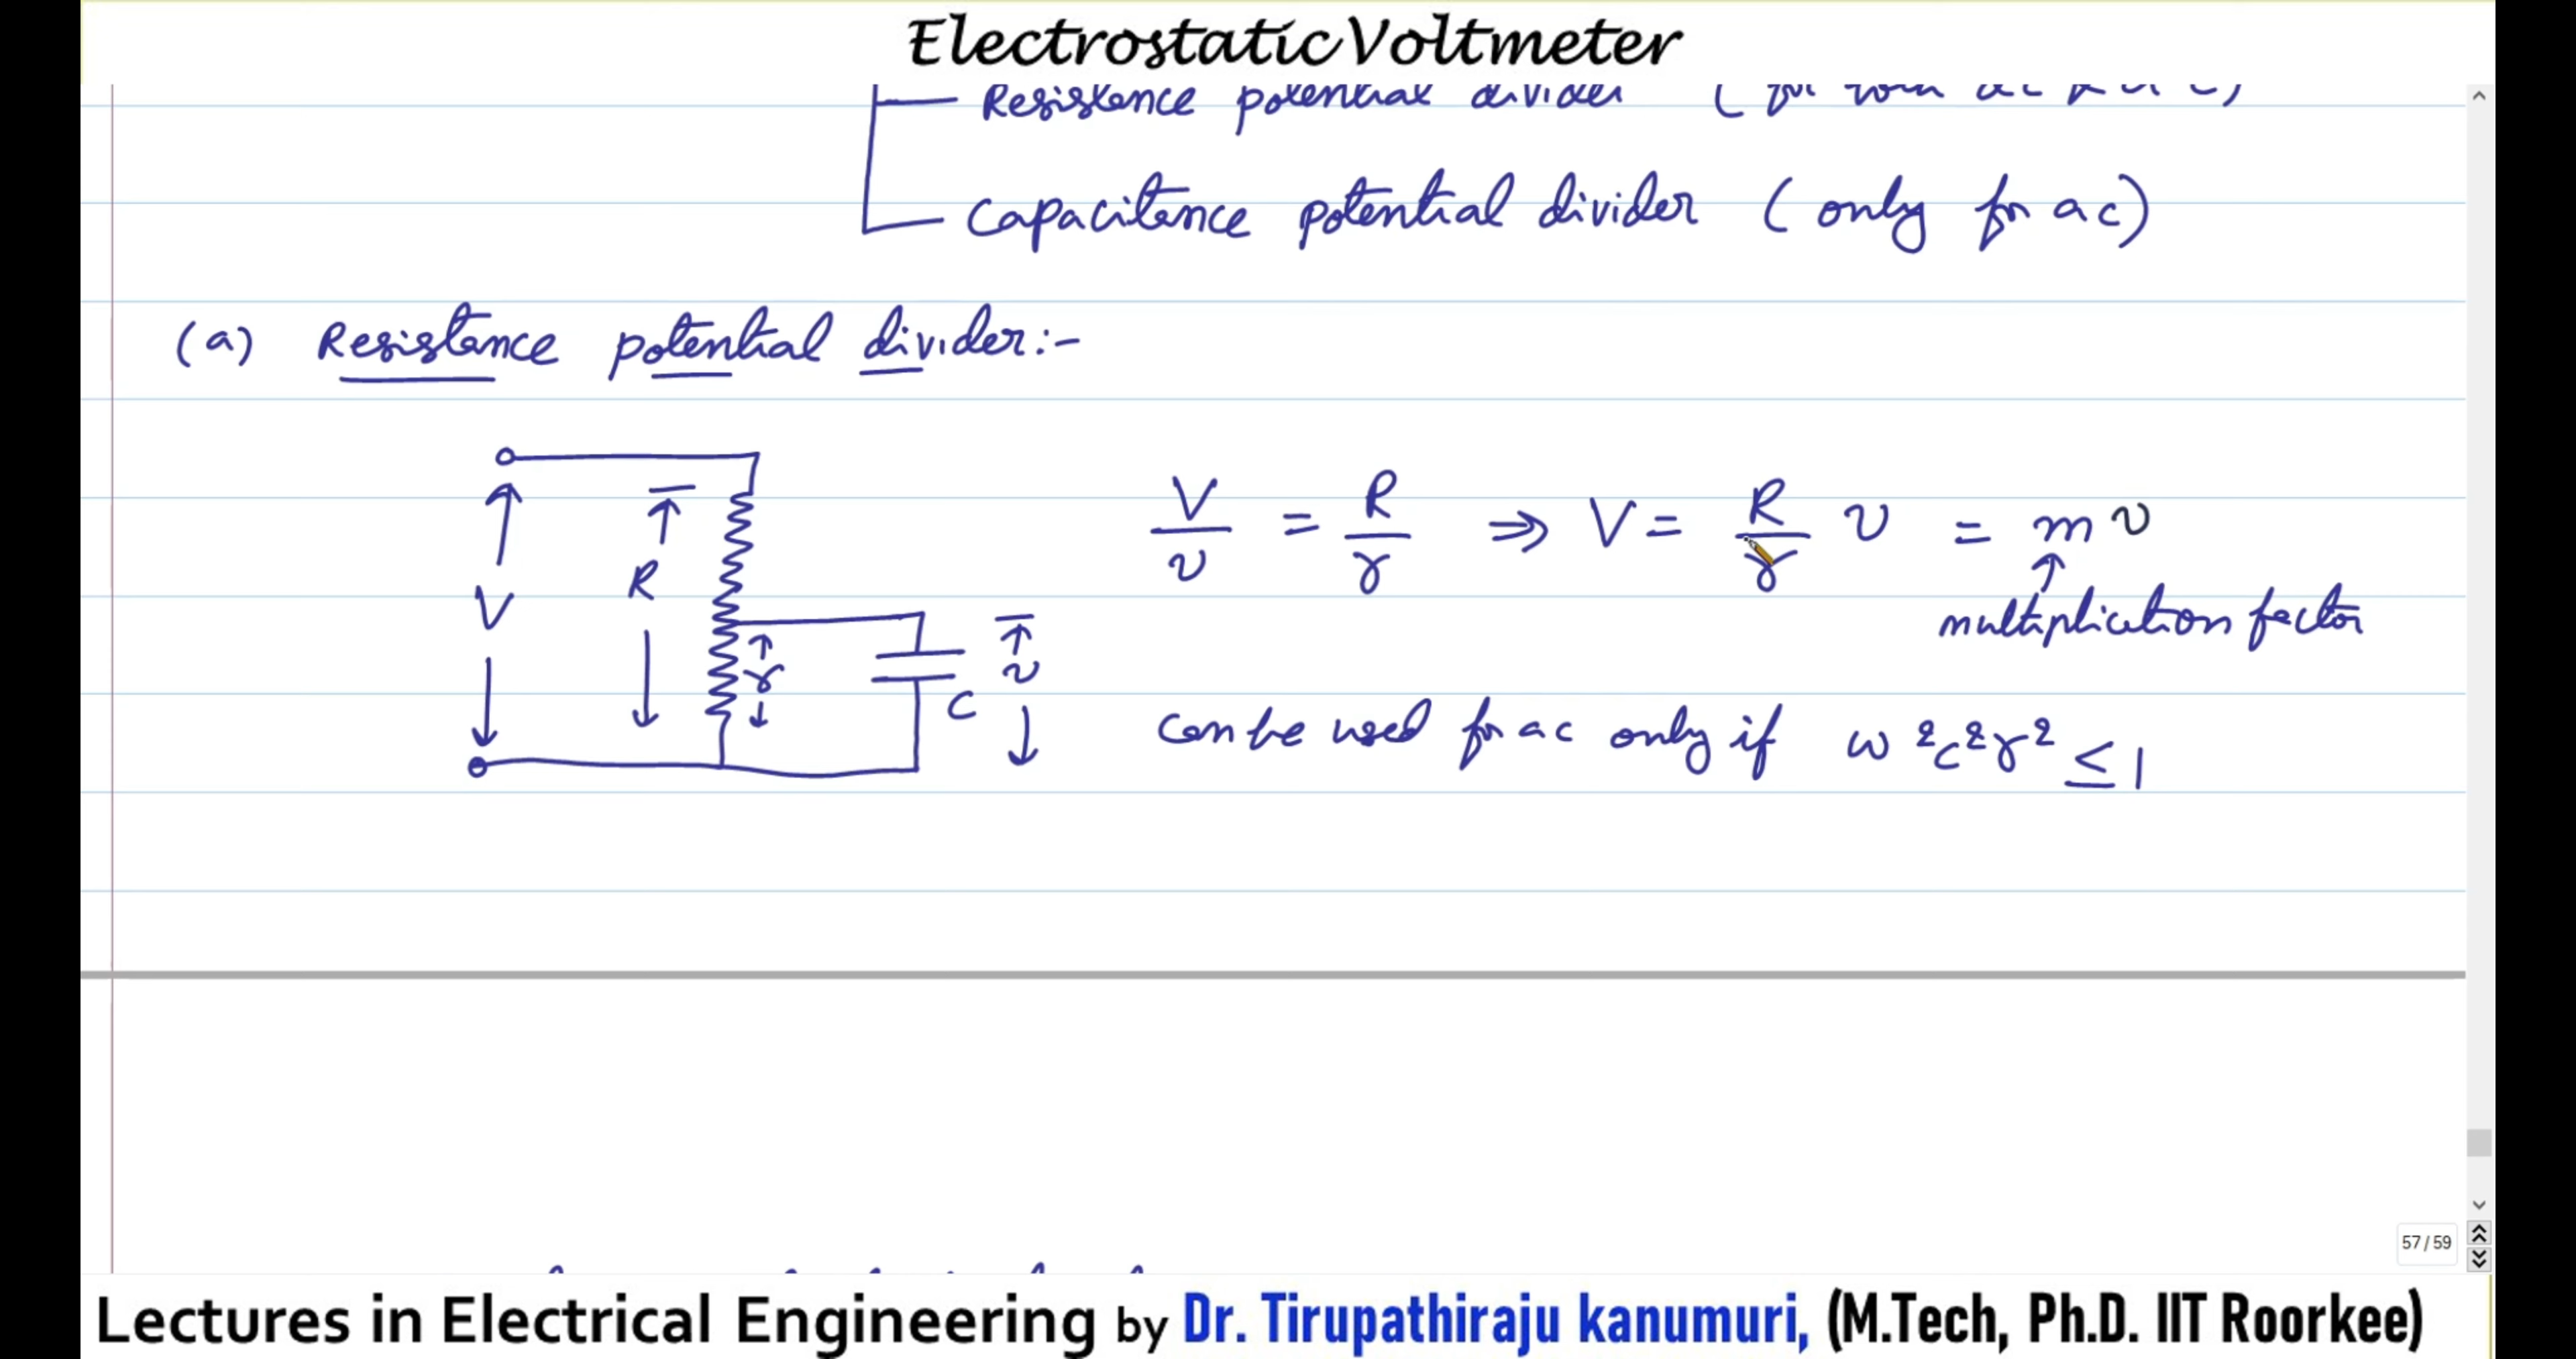 Electrostatic Voltmeter
Resistance potential divider
Capacitance potential divider (only for ac)
(a) Resistance potential divider:-
V
R
r
C
v
V/v = R/r ⇒ V = R/r v = m v
↑
multiplication factor
can be used for ac only if ω²c²r² ≤ 1
57 / 59
Lectures in Electrical Engineering by Dr. Tirupathiraju kanumuri, (M.Tech, Ph.D. IIT Roorkee)